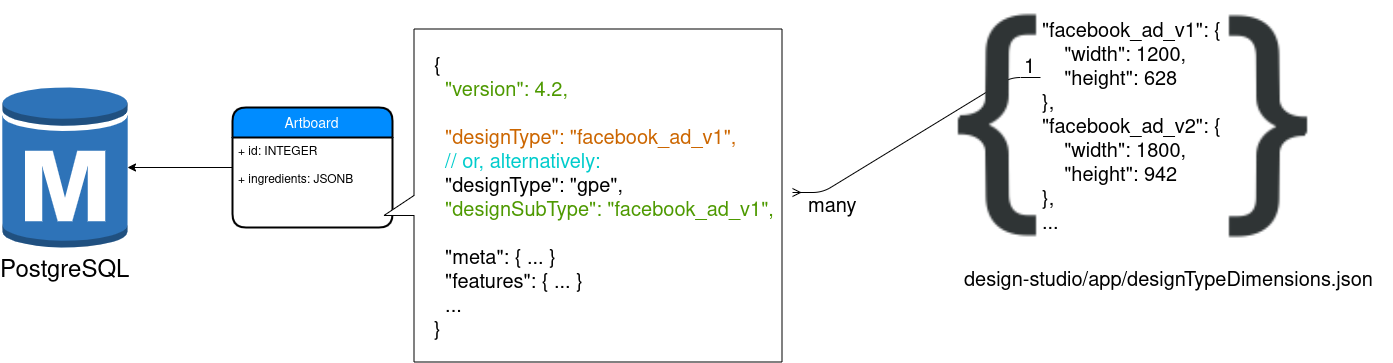 M
PostgreSQL
Artboard
+ id: INTEGER
+ ingredients: JSONB
{
"version": 4.2,
"designType": "facebook_ad_v1",
// or, alternatively:
"designType": "gpe",
"designSubType": "facebook_ad_v1",
"meta": { ... }
"features": { ... }
...
}
many
1
{
"facebook_ad_v1": {
"width": 1200,
"height": 628
},
"facebook_ad_v2": {
"width": 1800,
"height": 942
},
...
}
design-studio/app/designTypeDimensions.json